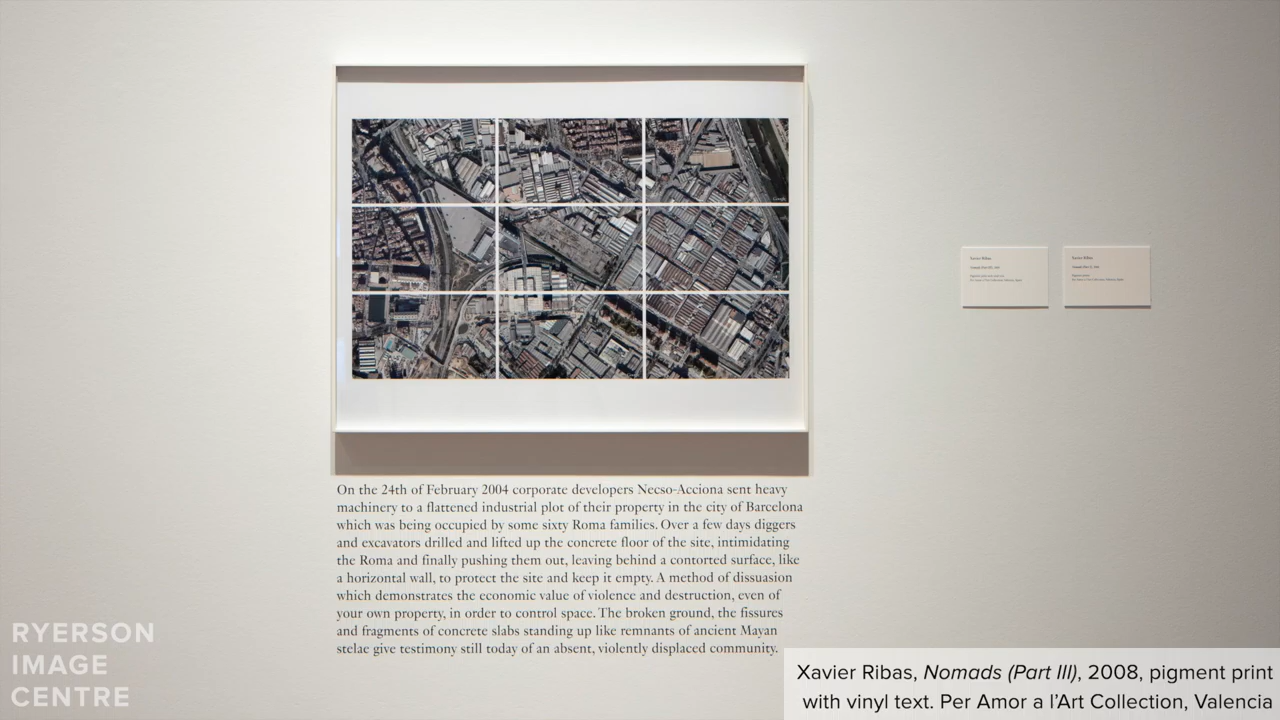 On the 24th of February 2004 corporate developers Necso-Acciona sent heavy
machinery to a flattened industrial plot of their property in the city of Barcelona
which was being occupied by some sixty Roma families. Over a few days diggers
and excavators drilled and lifted up the concrete floor of the site, intimidating
the Roma and finally pushing them out, leaving behind a contorted surface, like
a horizontal wall, to protect the site and keep it empty. A method of dissuasion
which demonstrates the economic value of violence and destruction, even of
your own property, in order to control space. The broken ground, the fissures
and fragments of concrete slabs standing up like remnants of ancient Mayan
stelae give testimony still today of an absent, violently displaced community.
Xavier Ribas
Xavier Ribas
RYERSON
IMAGE
CENTRE
Xavier Ribas, Nomads (Part III), 2008, pigment print
with vinyl text. Per Amor a l’Art Collection, Valencia